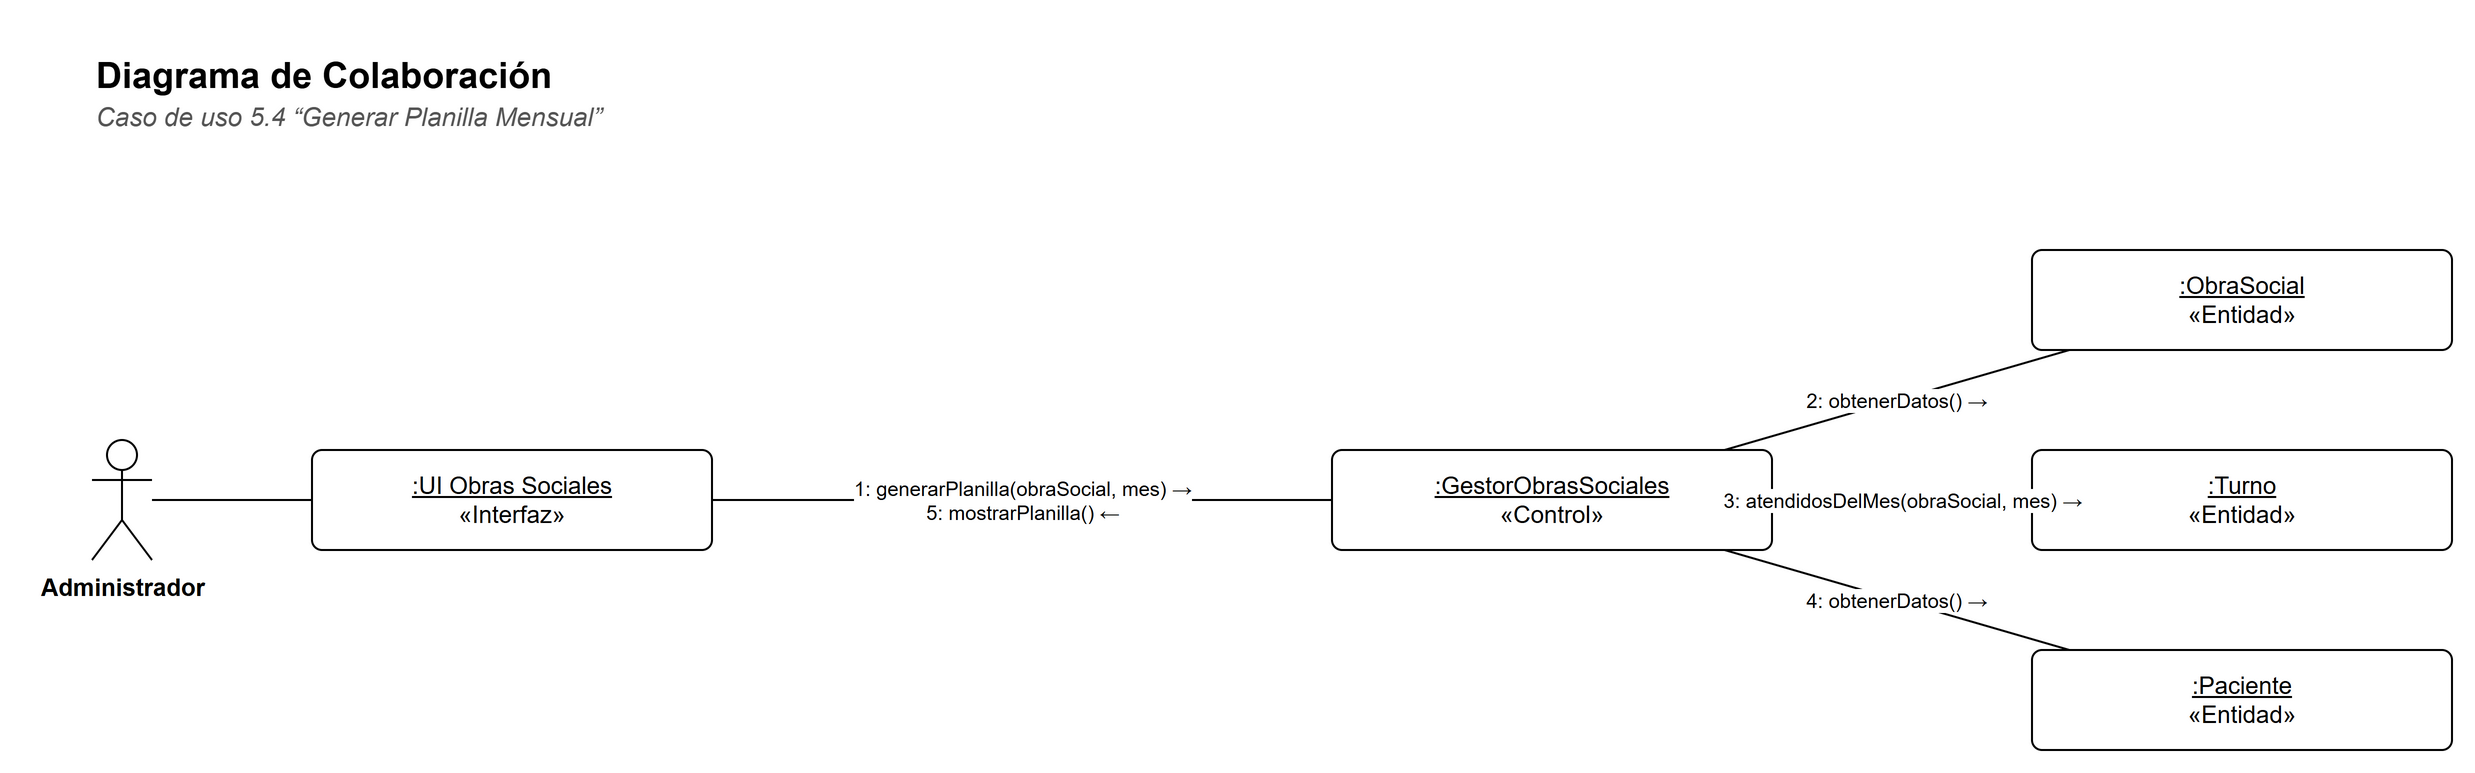 Diagrama de Colaboración
Caso de uso 5.4 “Generar Planilla Mensual”
:ObraSocial
«Entidad»
2: obtenerDatos() →
:UI Obras Sociales
«Interfaz»
1: generarPlanilla(obraSocial, mes) →
5: mostrarPlanilla() ←
:GestorObrasSociales
«Control»
3: atendidosDelMes(obraSocial, mes) →
:Turno
«Entidad»
Administrador
4: obtenerDatos() →
:Paciente
«Entidad»